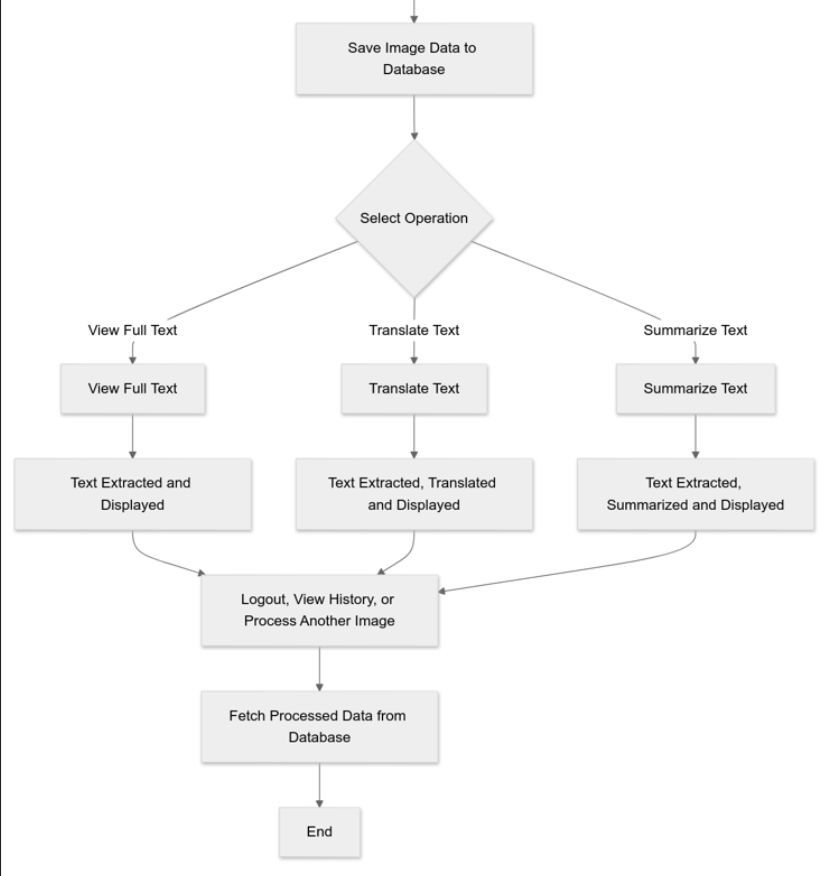 Save Image Data to
Database
Select Operation
View Full Text
Translate Text
Summarize Text
View Full Text
Translate Text
Summarize Text
Text Extracted and
Displayed
Text Extracted, Translated
and Displayed
Text Extracted,
Summarized and Displayed
Logout, View History, or
Process Another Image
Fetch Processed Data from
Database
End